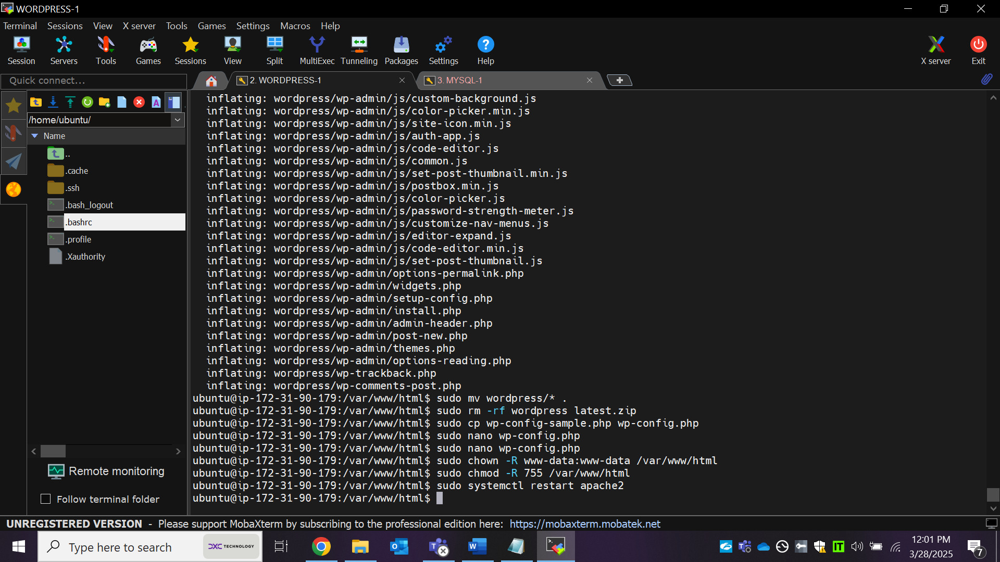 WORDPRESS-1
Terminal Sessions View X server Tools Games Settings Macros Help
Session Servers Tools Games Sessions View Split MultiExec Tunneling Packages Settings Help X server Exit
Quick connect...
2. WORDPRESS-1
3. MYSQL-1
/home/ubuntu/
Name
..
.cache
.ssh
.bash_logout
.bashrc
.profile
.Xauthority
Remote monitoring
Follow terminal folder
inflating: wordpress/wp-admin/js/custom-background.js
inflating: wordpress/wp-admin/js/color-picker.min.js
inflating: wordpress/wp-admin/js/site-icon.min.js
inflating: wordpress/wp-admin/js/auth-app.js
inflating: wordpress/wp-admin/js/code-editor.js
inflating: wordpress/wp-admin/js/common.js
inflating: wordpress/wp-admin/js/set-post-thumbnail.min.js
inflating: wordpress/wp-admin/js/postbox.min.js
inflating: wordpress/wp-admin/js/color-picker.js
inflating: wordpress/wp-admin/js/password-strength-meter.js
inflating: wordpress/wp-admin/js/customize-nav-menus.js
inflating: wordpress/wp-admin/js/editor-expand.js
inflating: wordpress/wp-admin/js/code-editor.min.js
inflating: wordpress/wp-admin/js/set-post-thumbnail.js
inflating: wordpress/wp-admin/options-permalink.php
inflating: wordpress/wp-admin/widgets.php
inflating: wordpress/wp-admin/setup-config.php
inflating: wordpress/wp-admin/install.php
inflating: wordpress/wp-admin/admin-header.php
inflating: wordpress/wp-admin/post-new.php
inflating: wordpress/wp-admin/themes.php
inflating: wordpress/wp-admin/options-reading.php
inflating: wordpress/wp-trackback.php
inflating: wordpress/wp-comments-post.php
ubuntu@ip-172-31-90-179:/var/www/html$ sudo mv wordpress/* .
ubuntu@ip-172-31-90-179:/var/www/html$ sudo rm -rf wordpress latest.zip
ubuntu@ip-172-31-90-179:/var/www/html$ sudo cp wp-config-sample.php wp-config.php
ubuntu@ip-172-31-90-179:/var/www/html$ sudo nano wp-config.php
ubuntu@ip-172-31-90-179:/var/www/html$ sudo nano wp-config.php
ubuntu@ip-172-31-90-179:/var/www/html$ sudo chown -R www-data:www-data /var/www/html
ubuntu@ip-172-31-90-179:/var/www/html$ sudo chmod -R 755 /var/www/html
ubuntu@ip-172-31-90-179:/var/www/html$ sudo systemctl restart apache2
ubuntu@ip-172-31-90-179:/var/www/html$
UNREGISTERED VERSION - Please support MobaXterm by subscribing to the professional edition here: https://mobaxterm.mobatek.net
Type here to search
DXC TECHNOLOGY
12:01 PM
3/28/2025
7